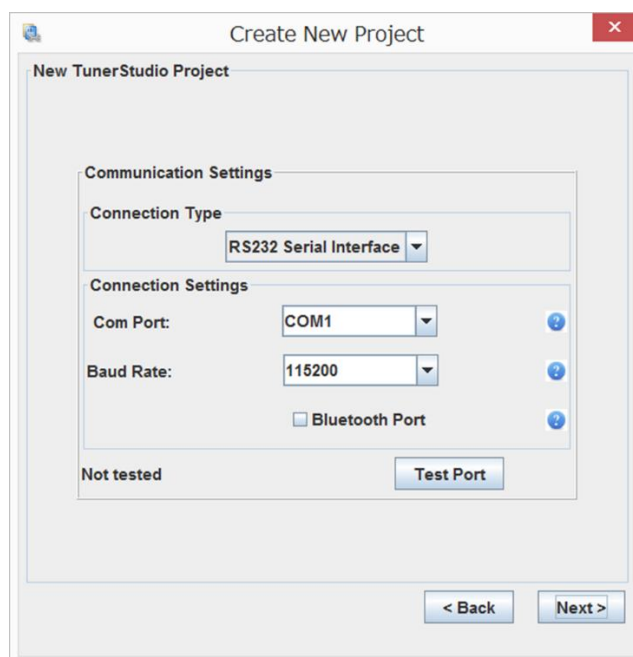 Create New Project
New TunerStudio Project
Communication Settings
Connection Type
RS232 Serial Interface
Connection Settings
Com Port: COM1
Baud Rate: 115200
Bluetooth Port
Not tested Test Port
< Back Next >